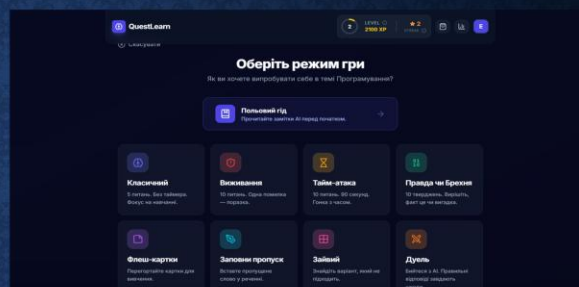 QuestLearn
2
LEVEL
2100 XP
★ 2
E
Скасувати
Оберіть режим гри
Як ви хочете випробувати себе в темі Програмування?
Польовий гід
Прочитайте замітки AI перед початком.
Класичний
5 питань. Без таймера.
Фокус на навчанні.
Виживання
10 питань. Одна помилка
— поразка.
Тайм-атака
10 питань. 60 секунд.
Гонка з часом.
Правда чи Брехня
10 тверджень. Вирішіть,
факт це чи вигадка.
Флеш-картки
Перегортайте картки для
вивчення.
Заповни пропуск
Вставте пропущене
слово у реченні.
Зайвий
Знайдіть варіант, який не
підходить.
Дуель
Бийтеся з AI. Правильні
відповіді завдають